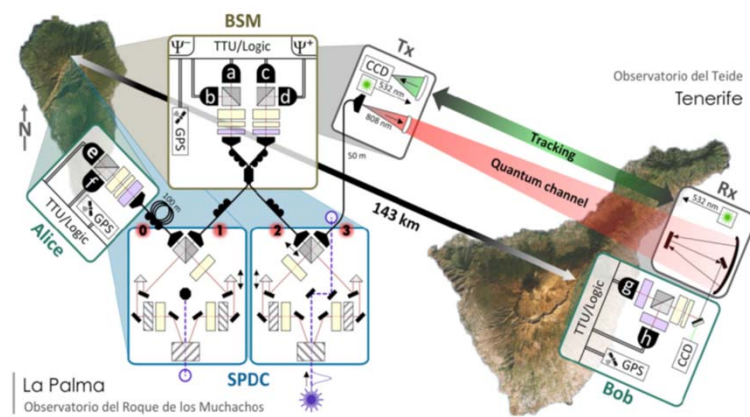 BSM
Ψ⁻
TTU/Logic
Ψ⁺
a
c
b
d
GPS
Tx
CCD
532 nm
808 nm
50 m
Observatorio del Teide
Tenerife
N
Tracking
Quantum channel
143 km
Rx
532 nm
e
f
GPS
TTU/Logic
Alice
100 m
0
1
2
3
SPDC
TTU/Logic
g
h
GPS
CCD
Bob
La Palma
Observatorio del Roque de los Muchachos